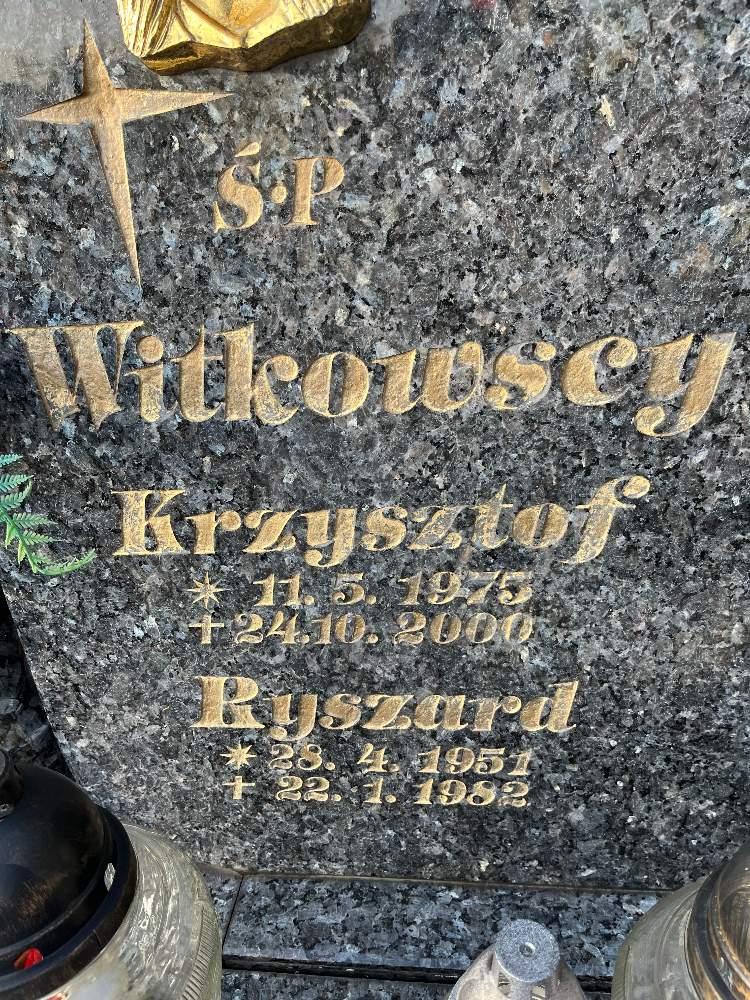 Ś.P
Witkowscy
Krzysztof
* 11. 5. 1975
+ 24.10. 2000
Ryszard
* 28. 4. 1951
+ 22. 1. 1982